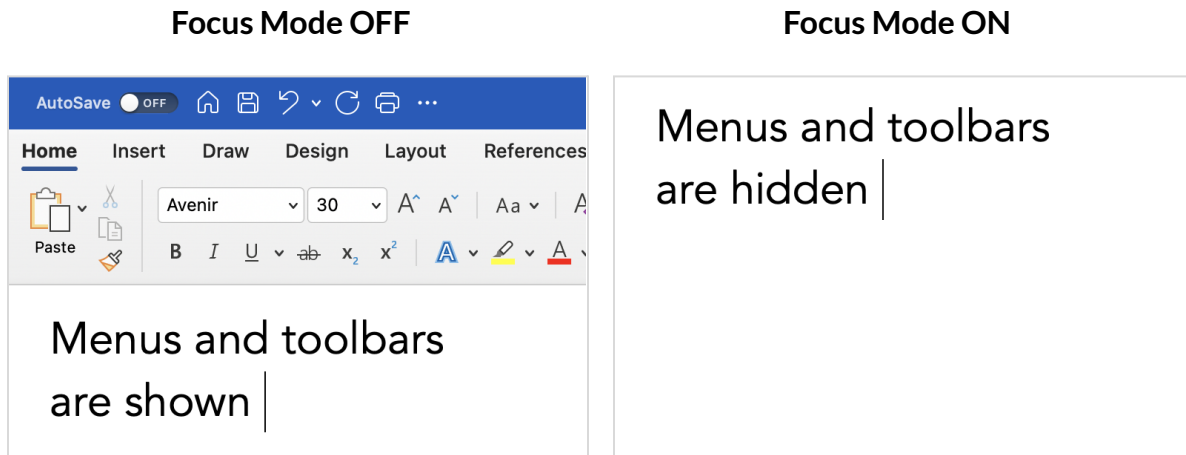 Focus Mode OFF
AutoSave OFF
Home Insert Draw Design Layout References
Avenir 30 A A Aa A
Paste
B I U ab x2 x2 A A
Menus and toolbars
are shown
Focus Mode ON
Menus and toolbars
are hidden